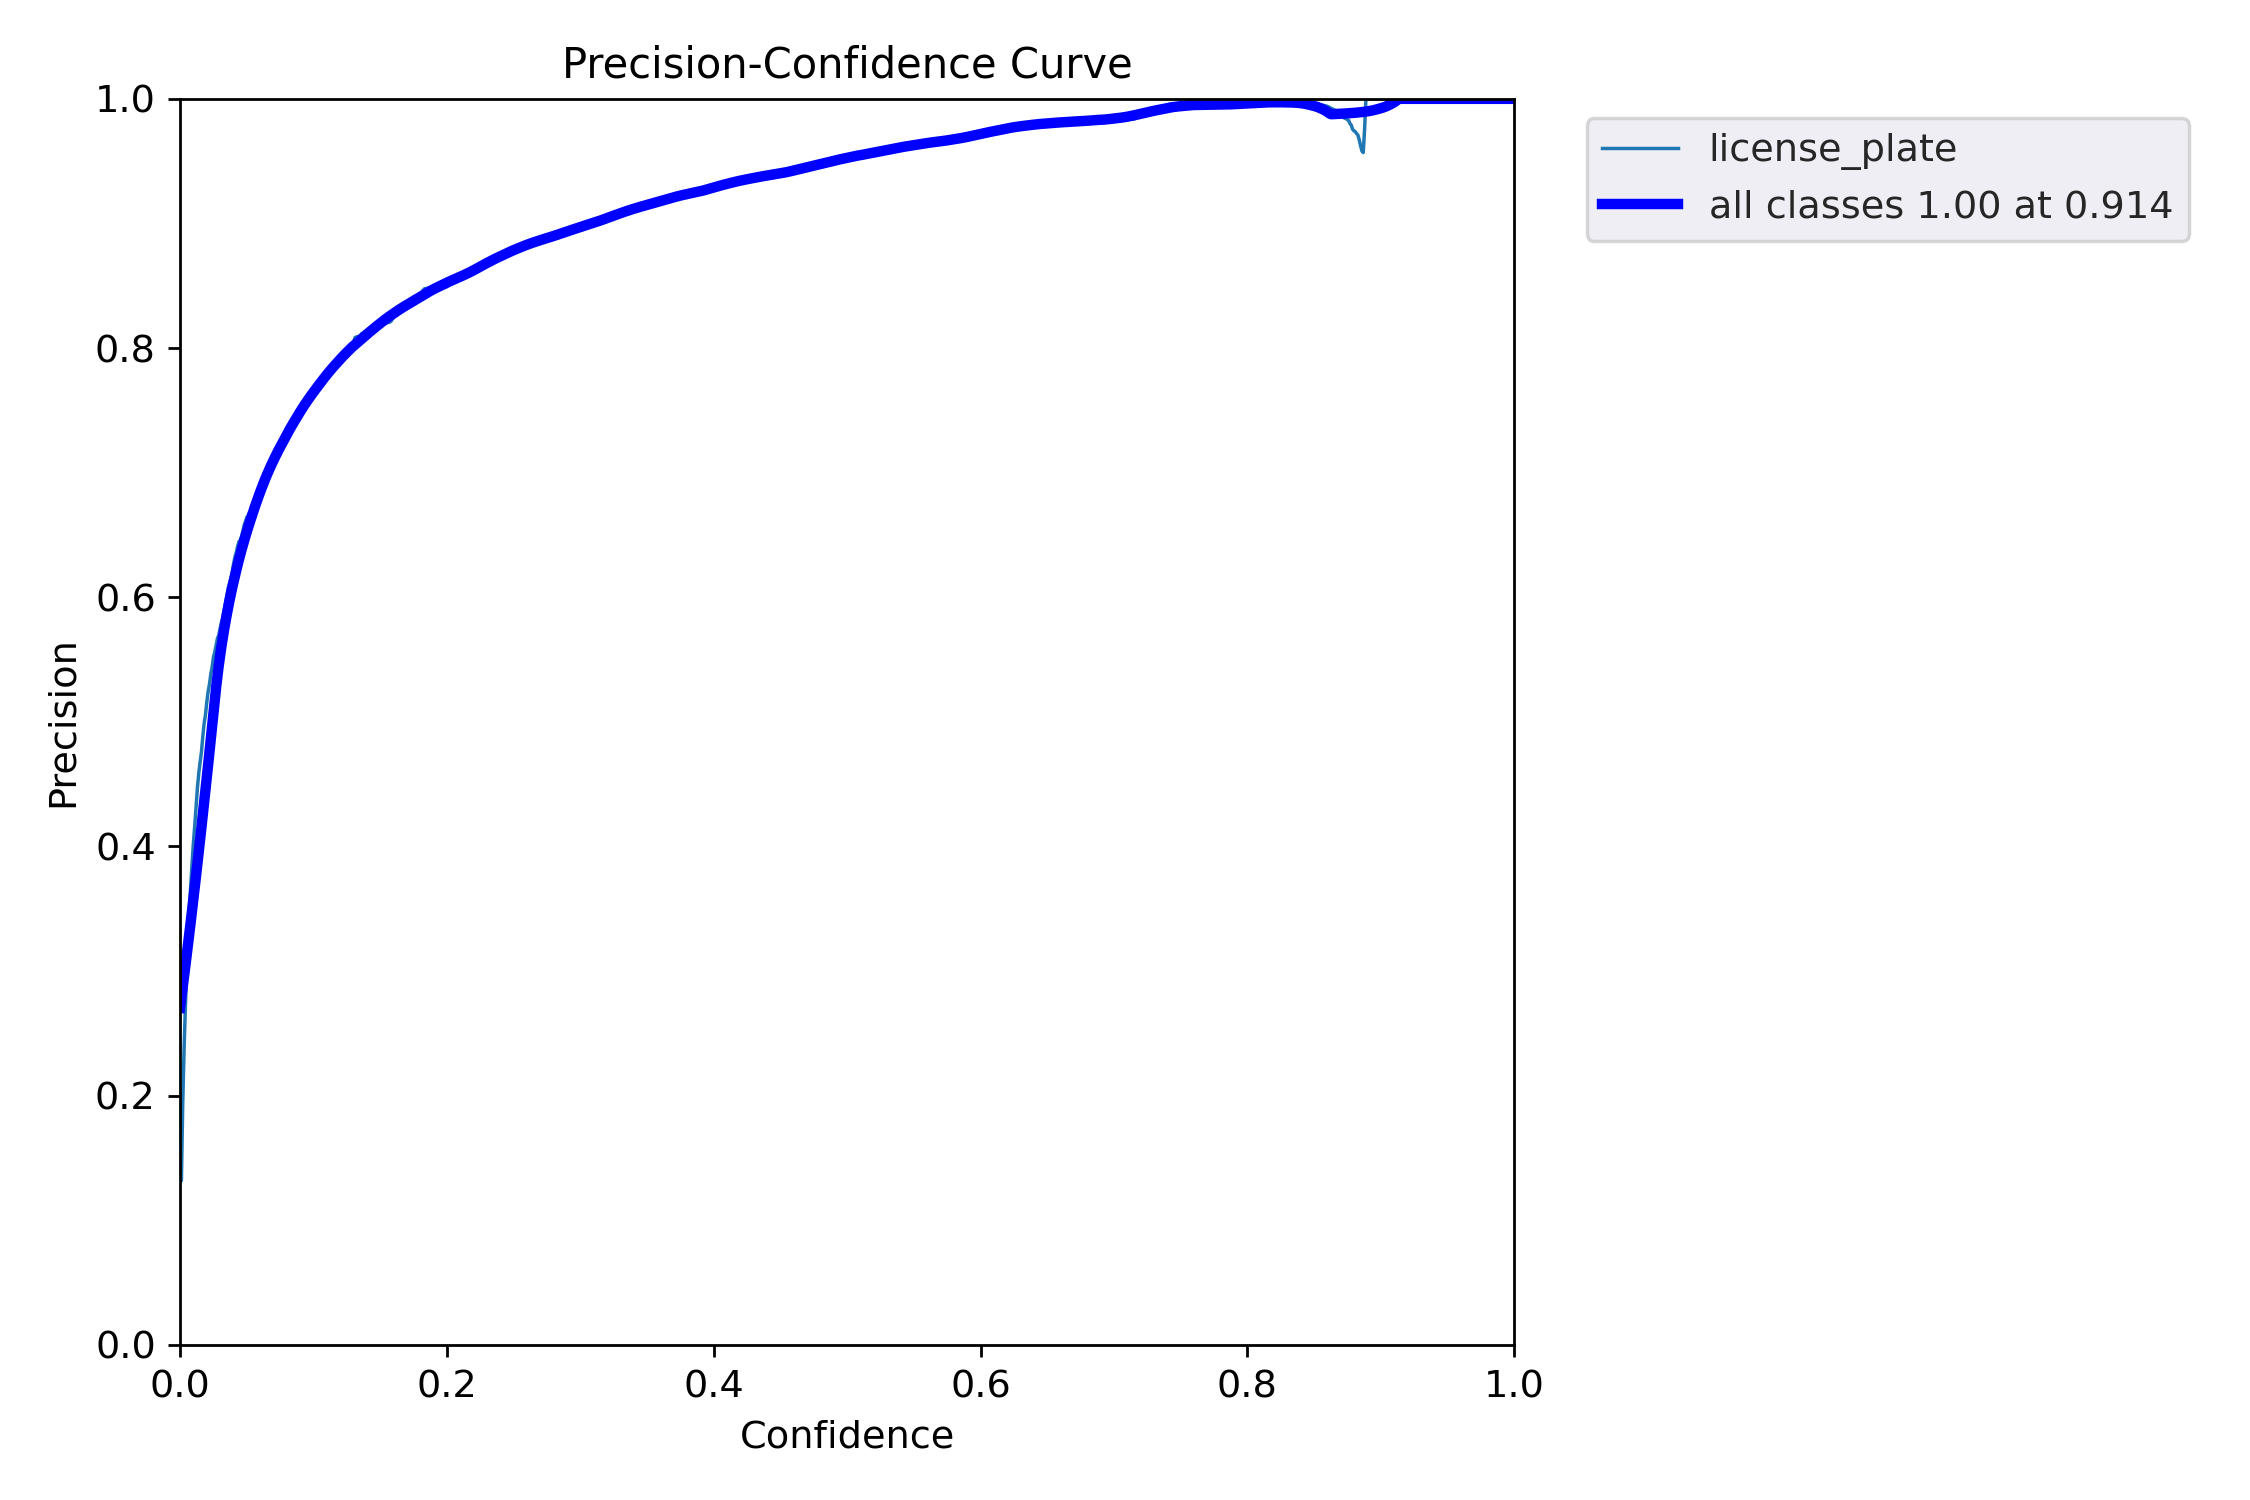 Precision-Confidence Curve
1.0
0.8
0.6
0.4
0.2
0.0
Precision
0.0 0.2 0.4 0.6 0.8 1.0
Confidence
license_plate
all classes 1.00 at 0.914